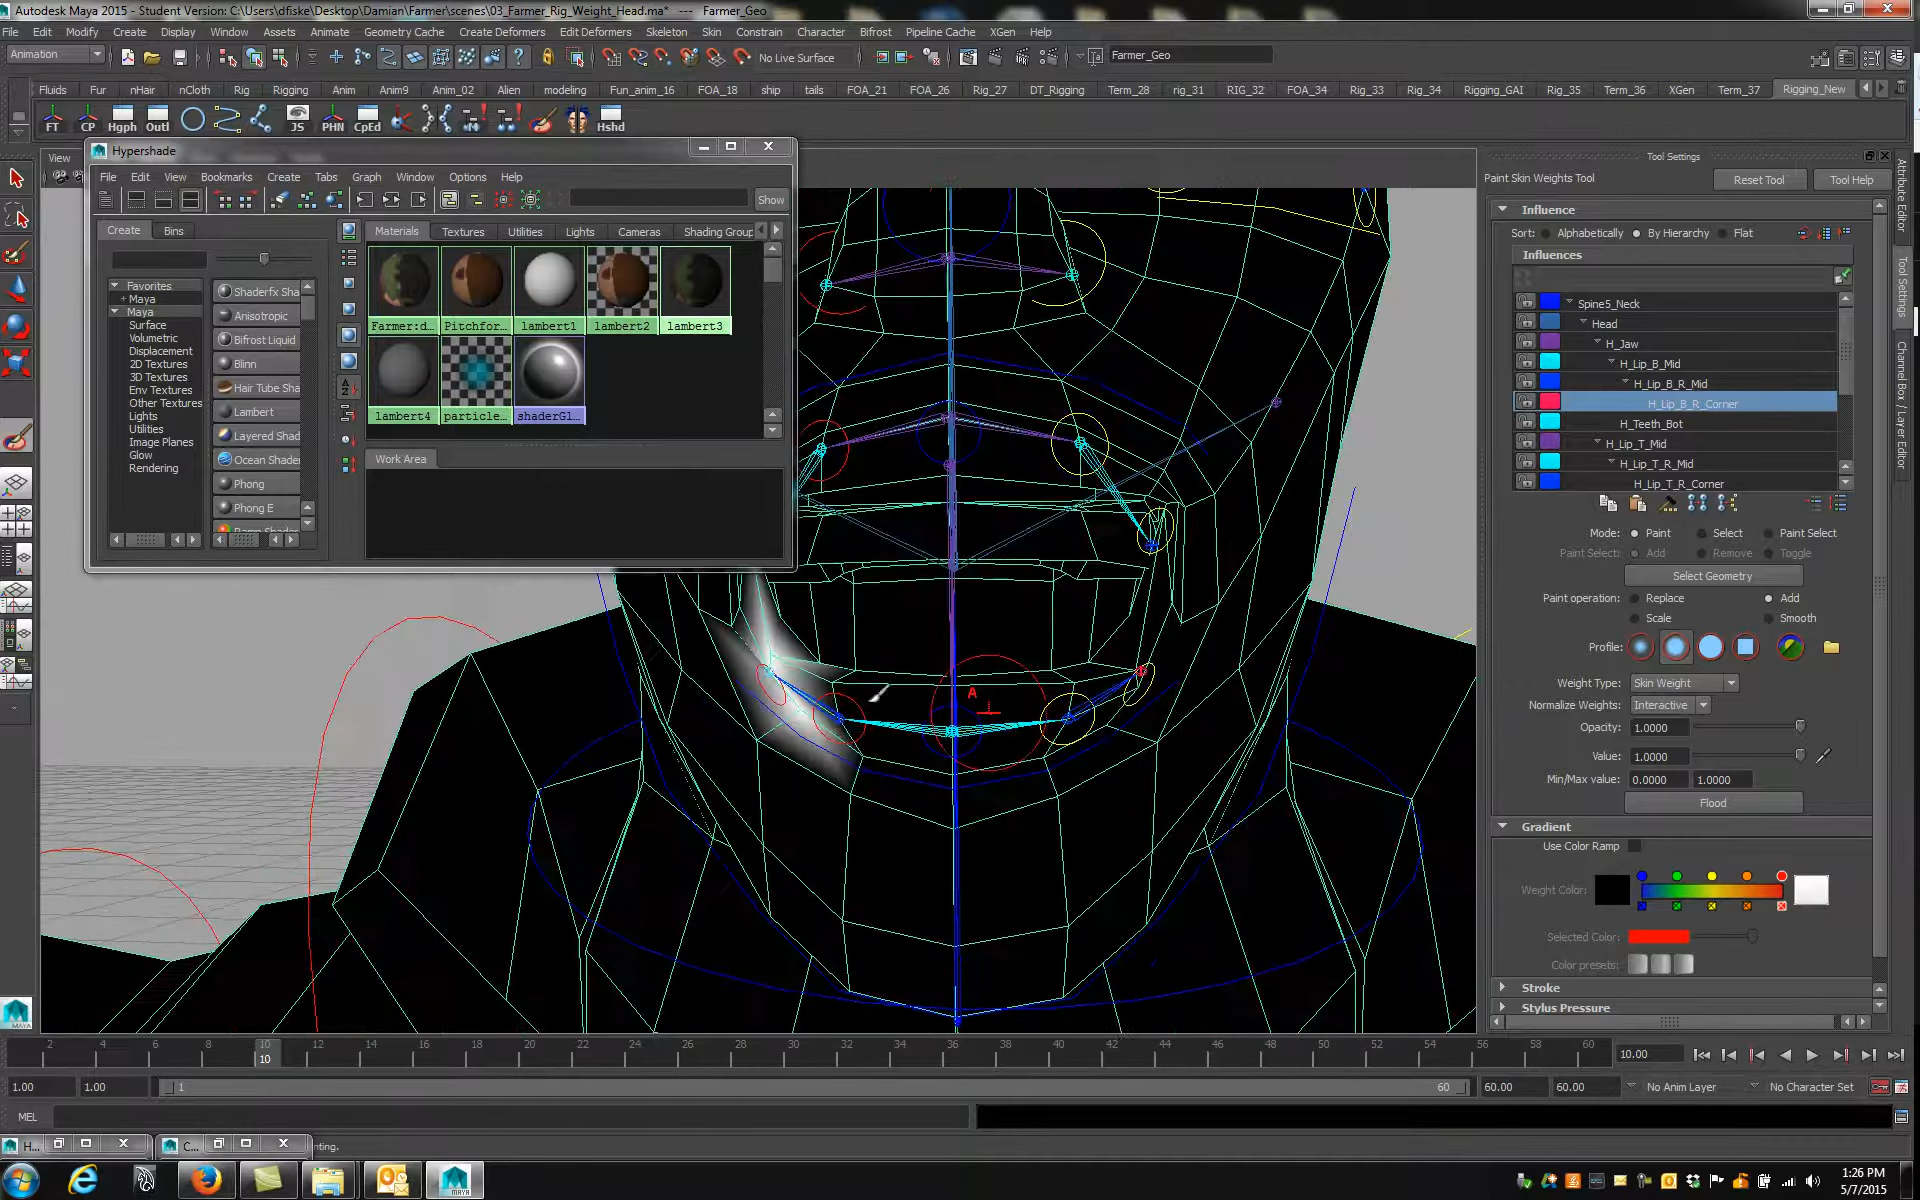 Autodesk Maya 2015 - Student Version: C:\Users\dfiske\Desktop\Damian\Farmer\scenes\03_Farmer_Rig_Weight_Head.ma* --- Farmer_Geo
File Edit Modify Create Display Window Assets Animate Geometry Cache Create Deformers Edit Deformers Skeleton Skin Constrain Character Bifrost Pipeline Cache XGen Help
Animation No Live Surface Farmer_Geo
Fluids Fur nHair nCloth Rig Rigging Anim Anim9 Anim_02 Alien modeling Fun_anim_16 FOA_18 ship tails FOA_21 FOA_26 Rig_27 DT_Rigging Term_28 rig_31 RIG_32 FOA_34 Rig_33 Rig_34 Rigging_GAI Rig_35 Term_36 XGen Term_37 Rigging_New
FT CP Hgph Outl JS PHN CpEd Hshd
View
Hypershade
File Edit View Bookmarks Create Tabs Graph Window Options Help
Show
Create Bins
Materials Textures Utilities Lights Cameras Shading Group
Favorites
+ Maya
Maya
Surface
Volumetric
Displacement
2D Textures
3D Textures
Env Textures
Other Textures
Lights
Utilities
Image Planes
Glow
Rendering
Shaderfx Sha
Anisotropic
Bifrost Liquid
Blinn
Hair Tube Sha
Lambert
Layered Shad
Ocean Shader
Phong
Phong E
Ramp Shader
Farmer:d... Pitchfor... lambert1 lambert2 lambert3
lambert4 particle... shaderGl...
Work Area
A
Tool Settings
Paint Skin Weights Tool Reset Tool Tool Help
Influence
Sort: Alphabetically By Hierarchy Flat
Influences
Spine5_Neck
Head
H_Jaw
H_Lip_B_Mid
H_Lip_B_R_Mid
H_Lip_B_R_Corner
H_Teeth_Bot
H_Lip_T_Mid
H_Lip_T_R_Mid
H_Lip_T_R_Corner
Mode: Paint Select Paint Select
Paint Select: Add Remove Toggle
Select Geometry
Paint operation: Replace Add
Scale Smooth
Profile:
Weight Type: Skin Weight
Normalize Weights: Interactive
Opacity: 1.0000
Value: 1.0000
Min/Max value: 0.0000 1.0000
Flood
Gradient
Use Color Ramp
Weight Color:
Selected Color:
Color presets:
Stroke
Stylus Pressure
Attribute Editor
Tool Settings
Channel Box / Layer Editor
2 4 6 8 10 12 14 16 18 20 22 24 26 28 30 32 34 36 38 40 42 44 46 48 50 52 54 56 58 60
10
10.00
1.00 1.00 1 60 60.00 60.00 No Anim Layer No Character Set
MEL
H... C... nting.
MAYA
1:26 PM
5/7/2015